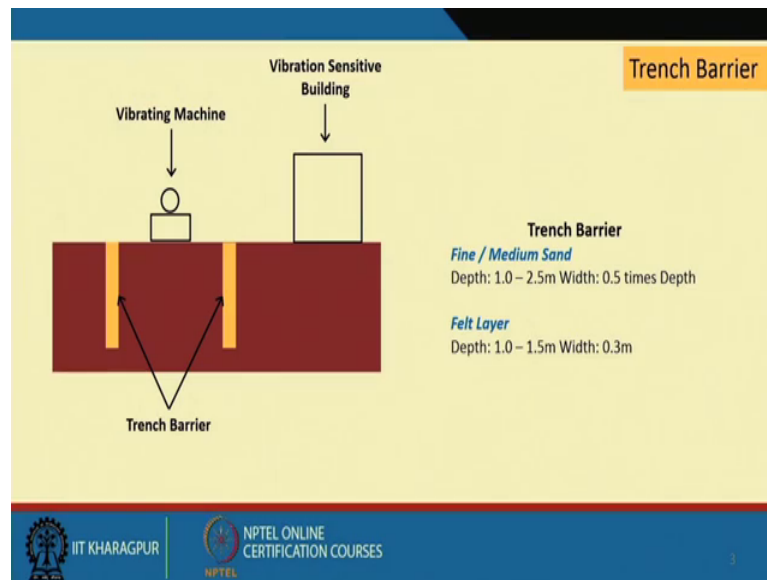 Trench Barrier
Vibration Sensitive
Building
Vibrating Machine
Trench Barrier
Trench Barrier
Fine / Medium Sand
Depth: 1.0 – 2.5m Width: 0.5 times Depth
Felt Layer
Depth: 1.0 – 1.5m Width: 0.3m
IIT KHARAGPUR
NPTEL
NPTEL ONLINE
CERTIFICATION COURSES
3